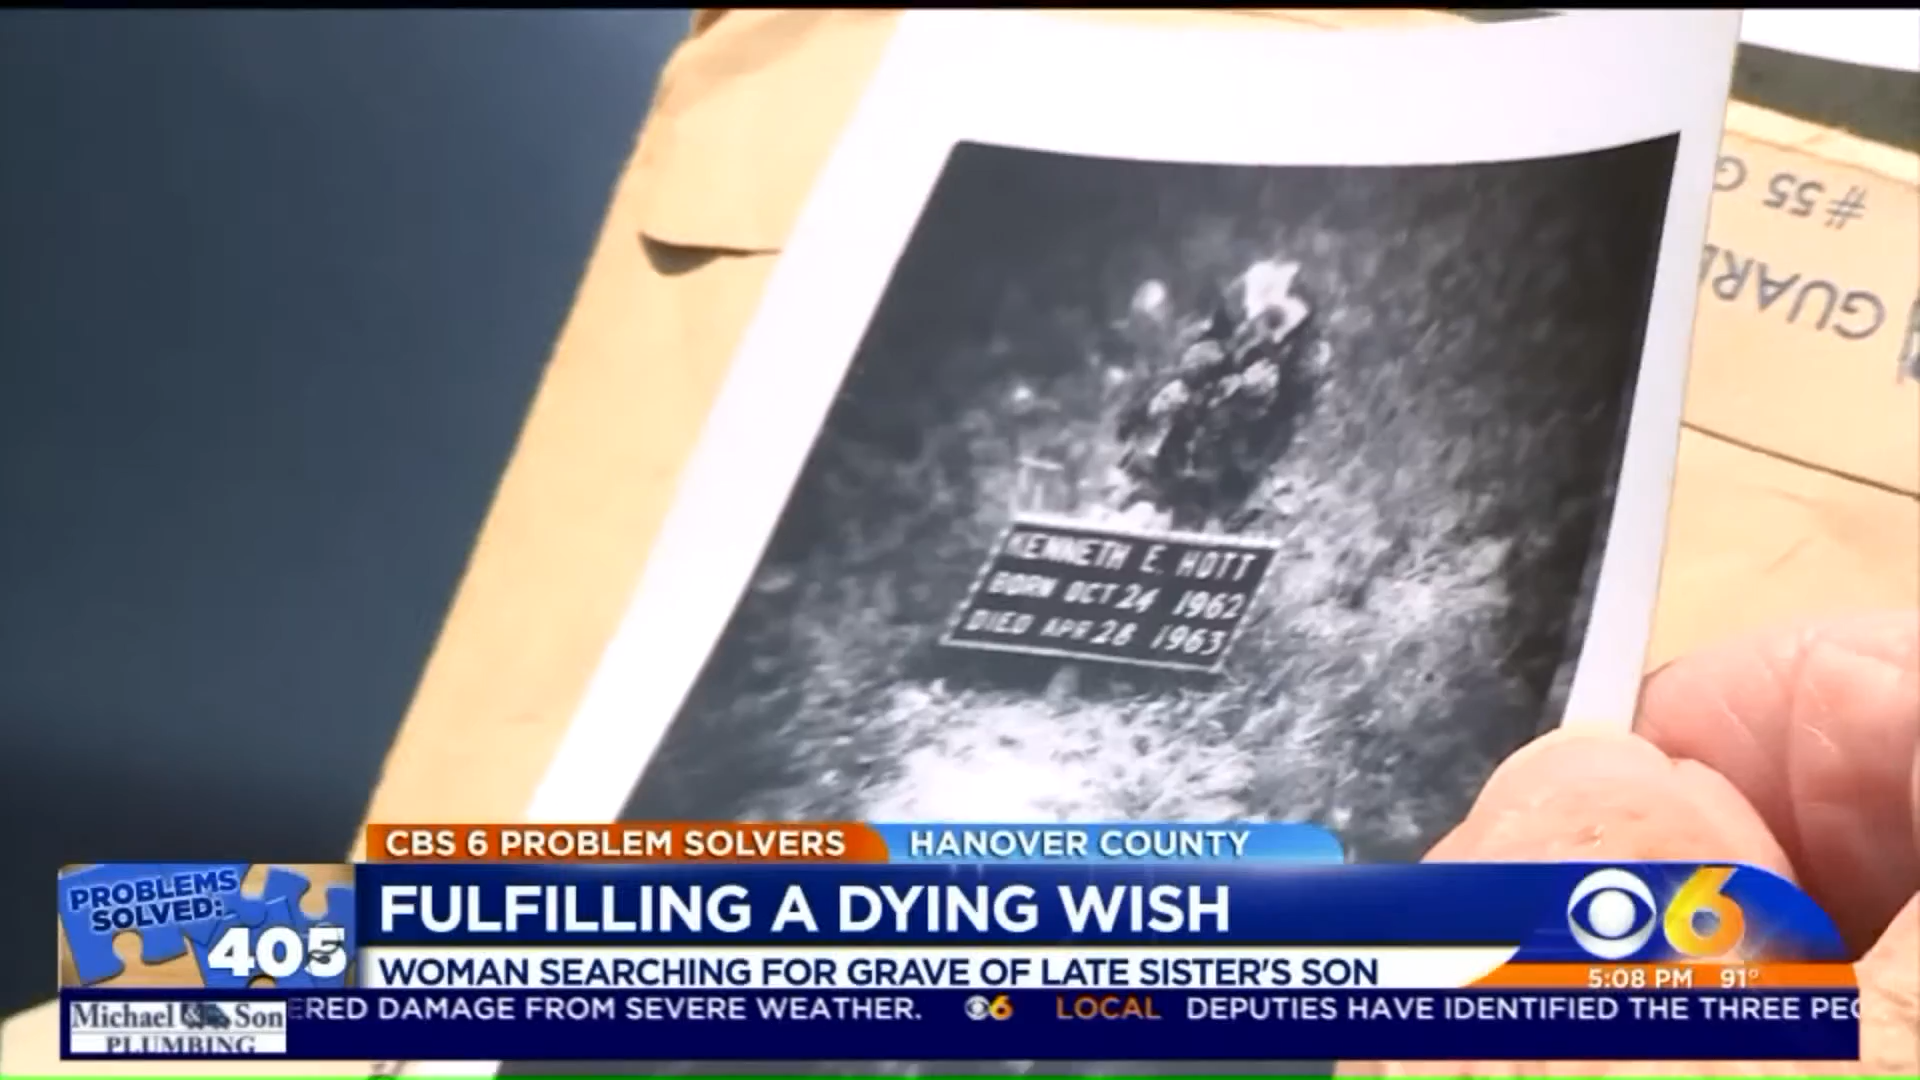 #55 G
GUAR
KENNETH E. HOTT
BORN OCT 24 1962
DIED APR 28 1963
CBS 6 PROBLEM SOLVERS
HANOVER COUNTY
PROBLEMS
SOLVED:
405
FULFILLING A DYING WISH
6
WOMAN SEARCHING FOR GRAVE OF LATE SISTER'S SON
5:08 PM 91°
Michael & Son
PLUMBING
ERED DAMAGE FROM SEVERE WEATHER. 6 LOCAL DEPUTIES HAVE IDENTIFIED THE THREE PEO